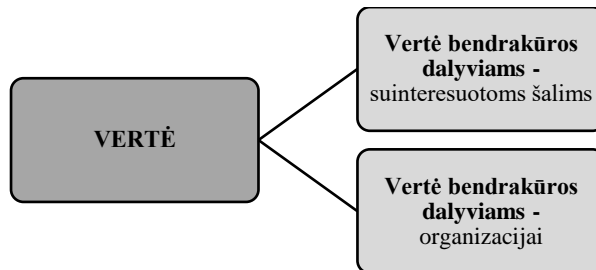 VERTĖ
Vertė bendrakūros
dalyviams -
suinteresuotoms šalims
Vertė bendrakūros
dalyviams -
organizacijai